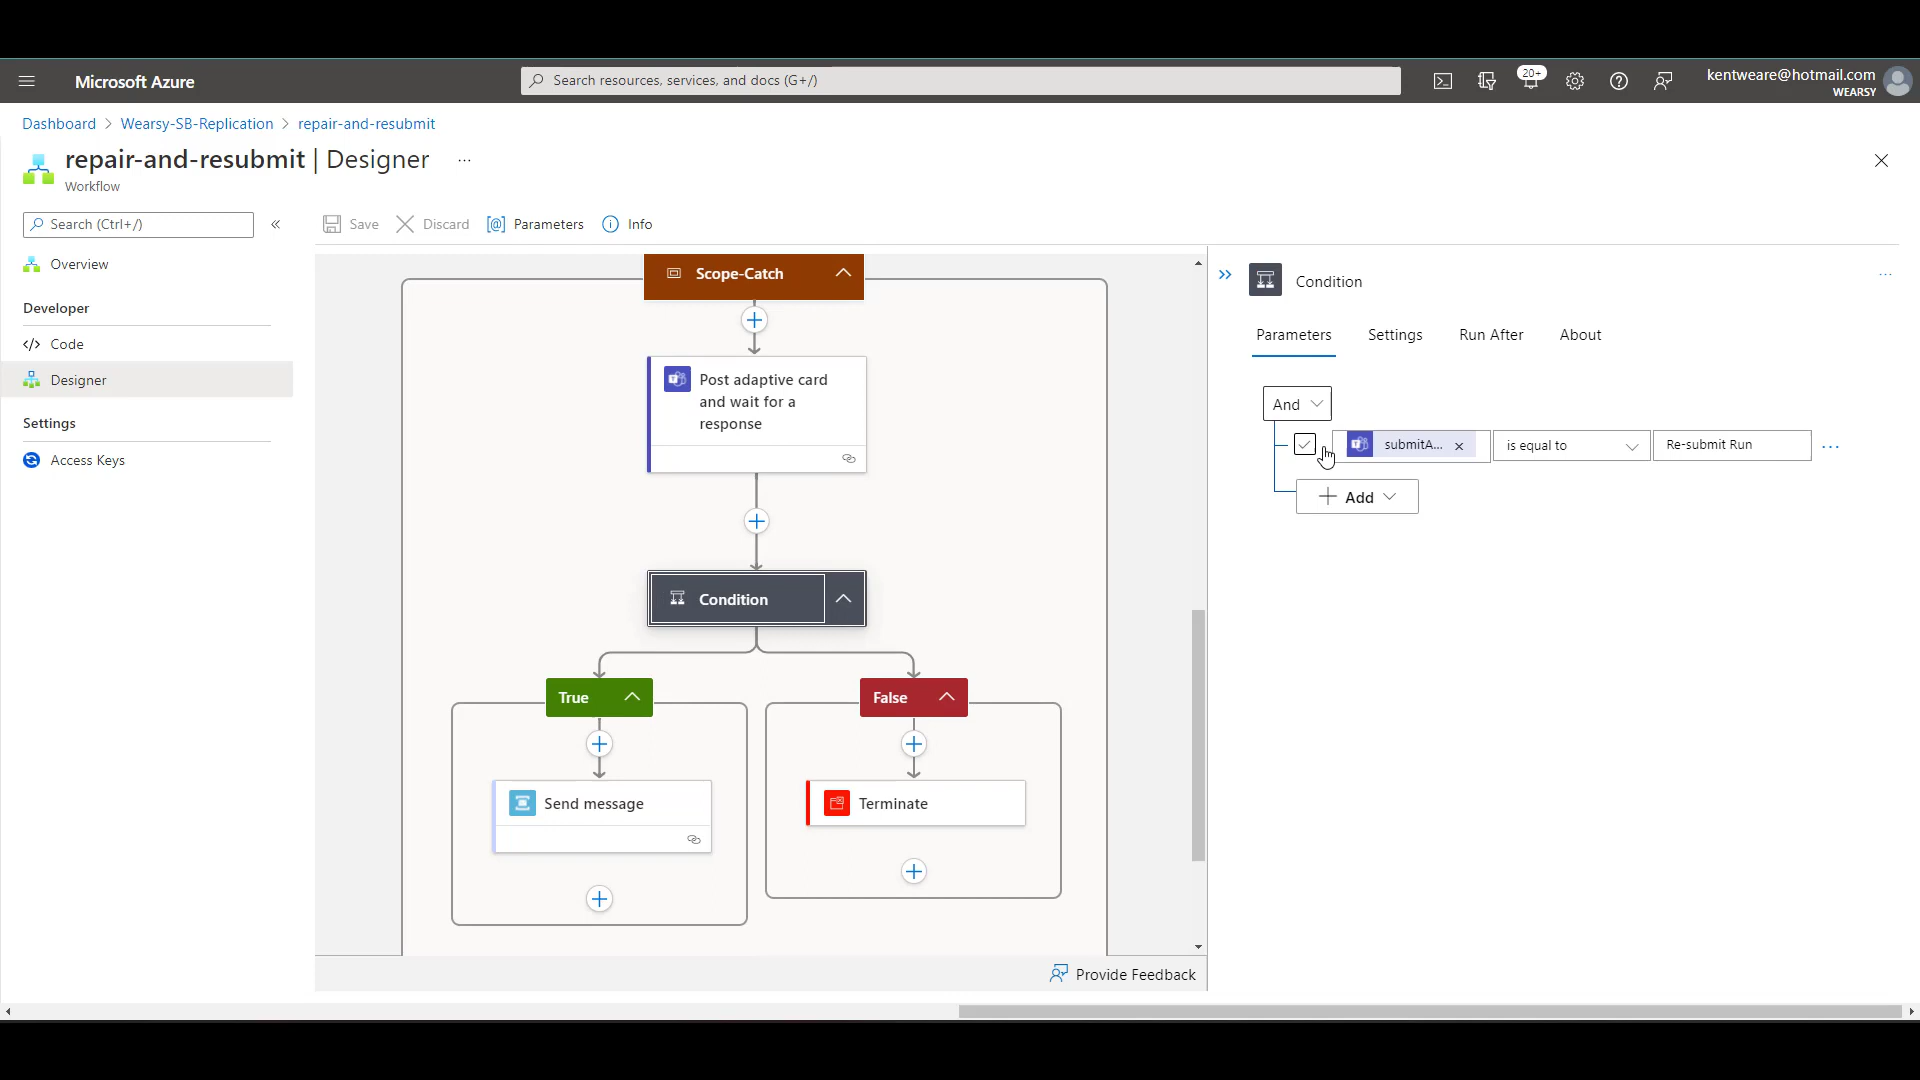 Microsoft Azure
Search resources, services, and docs (G+/)
20+
kentweare@hotmail.com
WEARSY
Dashboard > Wearsy-SB-Replication > repair-and-resubmit
repair-and-resubmit | Designer ...
Workflow
Search (Ctrl+/)
Save
Discard
Parameters
Info
Overview
Developer
Code
Designer
Settings
Access Keys
Scope-Catch
Post adaptive card
and wait for a
response
Condition
True
False
Send message
Terminate
Provide Feedback
Condition
Parameters
Settings
Run After
About
And
submitA...
is equal to
Re-submit Run
Add